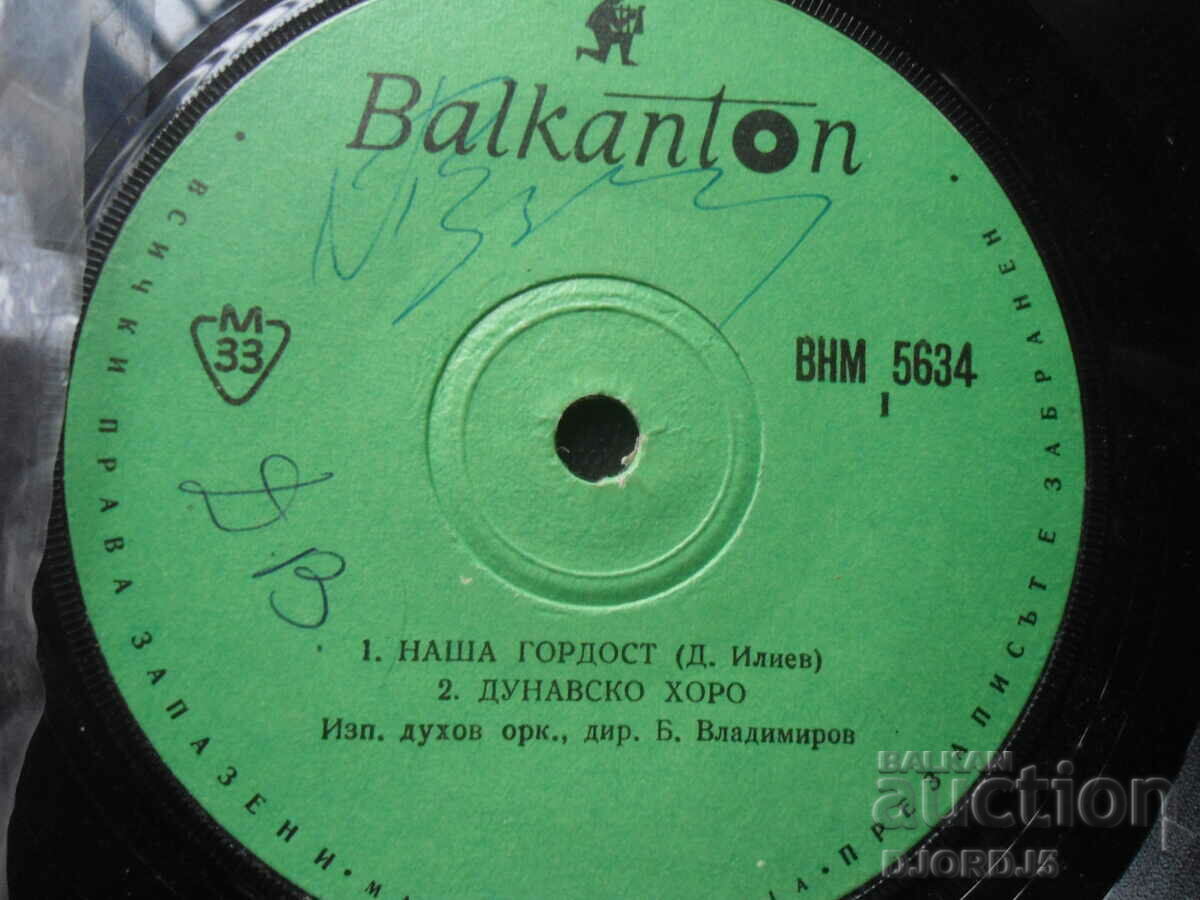 Balkanton
M
33
ВНМ 5634
I
1. НАША ГОРДОСТ (Д. Илиев)
2. ДУНАВСКО ХОРО
Изп. духов орк., дир. Б. Владимиров
• ВСИЧКИ ПРАВА ЗАПАЗЕНИ •
ПРЕЗАПИСЪТ Е ЗАБРАНЕН •
BALKAN
auction
DJORDJ5